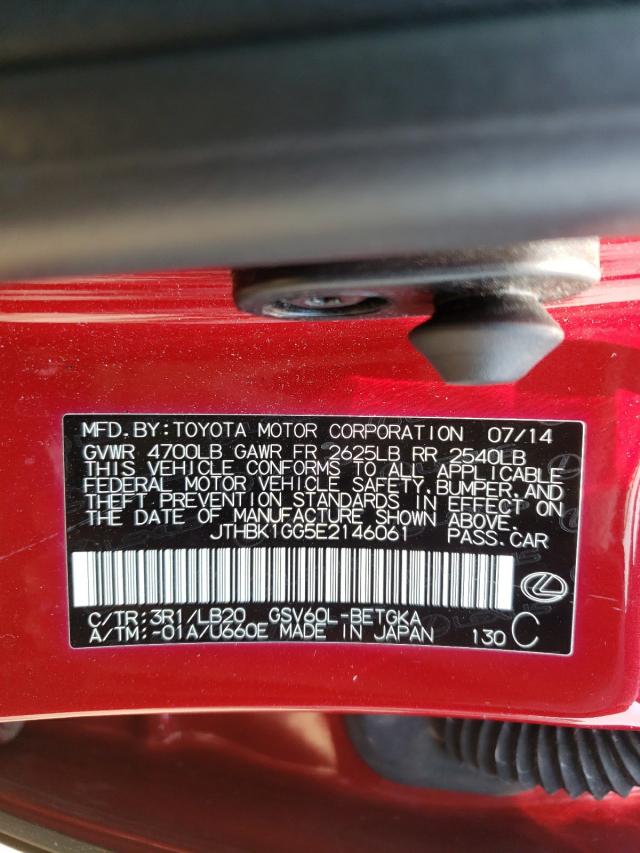 MFD.BY:TOYOTA MOTOR CORPORATION 07/14
GVWR 4700LB GAWR FR 2625LB RR 2540LB
THIS VEHICLE CONFORMS TO ALL APPLICABLE
FEDERAL MOTOR VEHICLE SAFETY,BUMPER,AND
THEFT PREVENTION STANDARDS IN EFFECT ON
THE DATE OF MANUFACTURE SHOWN ABOVE.
JTHBK1GG5E2146061 PASS.CAR
C/TR:3R1/LB20 GSV60L-BETGKA
A/TM:-01A/U660E MADE IN JAPAN 130 C